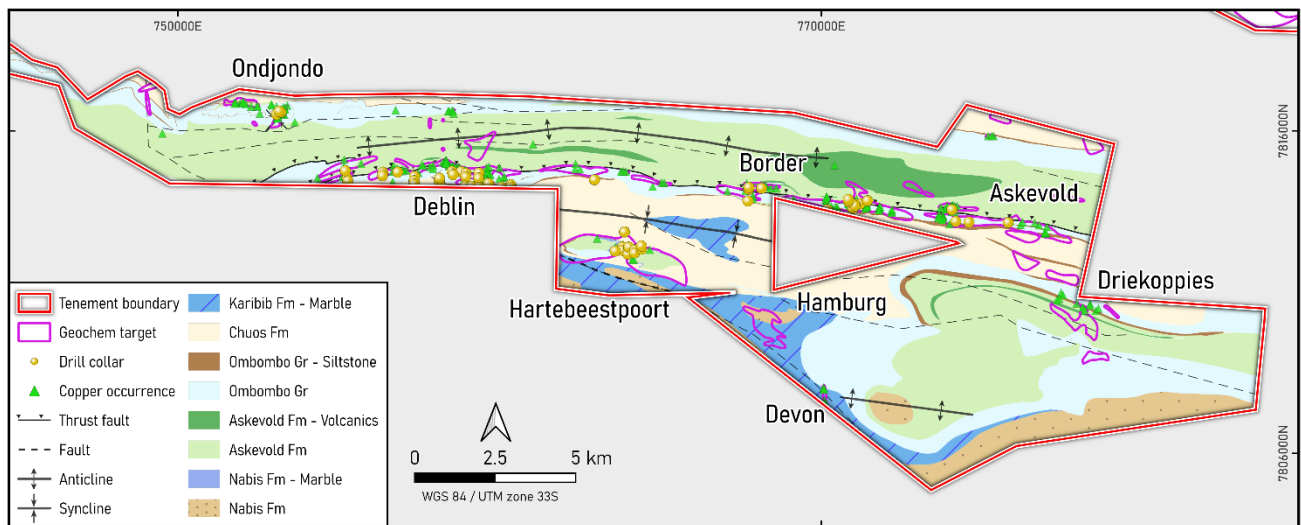 750000E
770000E
Ondjondo
7816000N
Border
Askevold
Deblin
Driekoppies
Hartebeestpoort
Hamburg
Devon
7806000N
Tenement boundary
Geochem target
Drill collar
Copper occurrence
Thrust fault
Fault
Anticline
Syncline
Karibib Fm - Marble
Chuos Fm
Ombombo Gr - Siltstone
Ombombo Gr
Askevold Fm - Volcanics
Askevold Fm
Nabis Fm - Marble
Nabis Fm
0 2.5 5 km
WGS 84 / UTM zone 33S